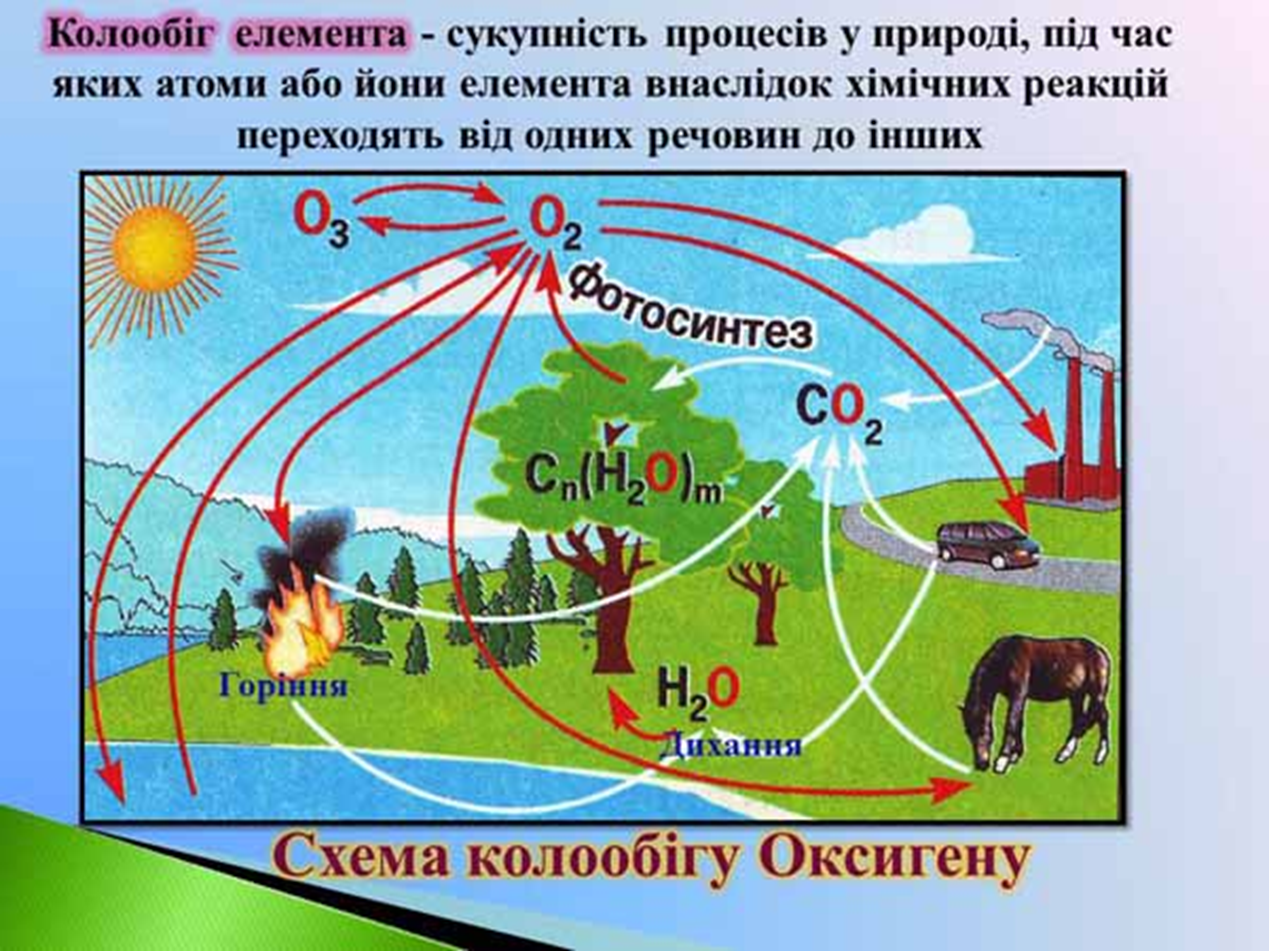 Колообіг елемента - сукупність процесів у природі, під час
яких атоми або йони елемента внаслідок хімічних реакцій
переходять від одних речовин до інших
O₃
O₂
Фотосинтез
CO₂
Cₙ(H₂O)ₘ
Горіння
H₂O
Дихання
Схема колообігу Оксигену